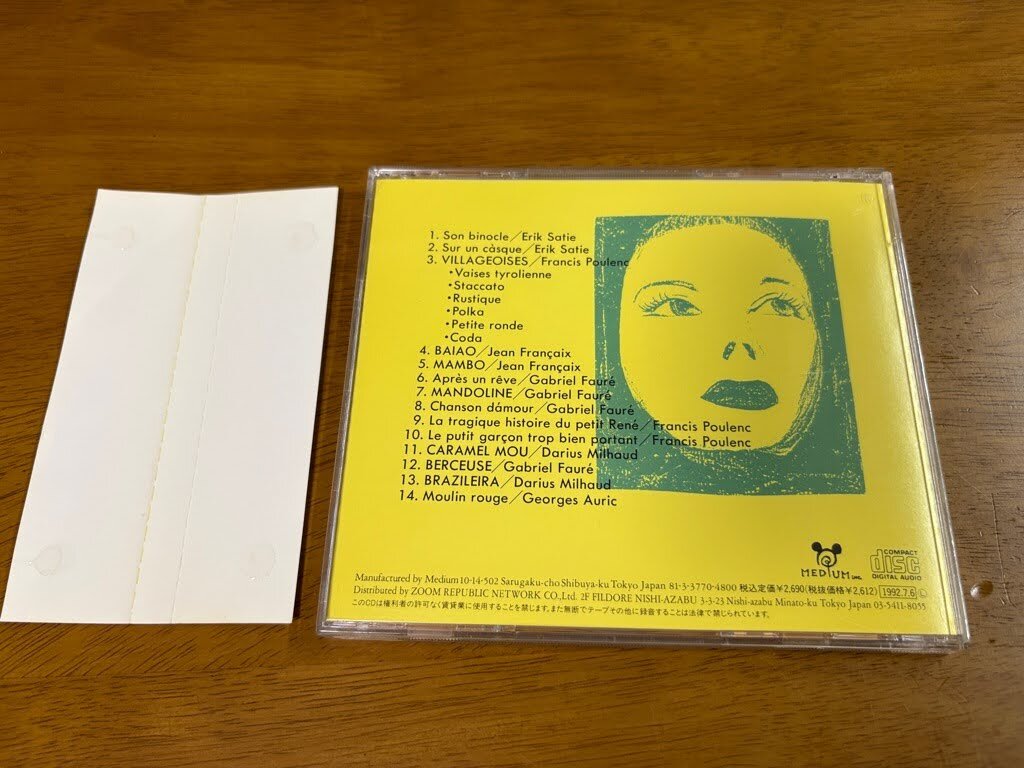 1. Son binocle/Erik Satie
2. Sur un càsque/Erik Satie
3. VILLAGEOISES/Francis Poulenc
・Vaises tyrolienne
・Staccato
・Rustique
・Polka
・Petite ronde
・Coda
4. BAIAO/Jean Françaix
5. MAMBO/Jean Françaix
6. Après un rêve/Gabriel Fauré
7. MANDOLINE/Gabriel Fauré
8. Chanson dámour/Gabriel Fauré
9. La tragique histoire du petit René/Francis Poulenc
10. Le putit garçon trop bien portant/Francis Poulenc
11. CARAMEL MOU/Darius Milhaud
12. BERCEUSE/Gabriel Fauré
13. BRAZILEIRA/Darius Milhaud
14. Moulin rouge/Georges Auric
MEDIUM INC.
COMPACT disc DIGITAL AUDIO
Manufactured by Medium 10-14-502 Sarugaku-cho Shibuya-ku Tokyo Japan 81-3-3770-4800 税込定価¥2,690(税抜価格¥2,612) 1992.7.6 L
Distributed by ZOOM REPUBLIC NETWORK CO.,Ltd. 2F FILDORE NISHI-AZABU 3-3-23 Nishi-azabu Minato-ku Tokyo Japan 03-5411-8055
このCDは権利者の許可なく賃貸業に使用することを禁じます。また無断でテープその他に録音することは法律で禁じられています。